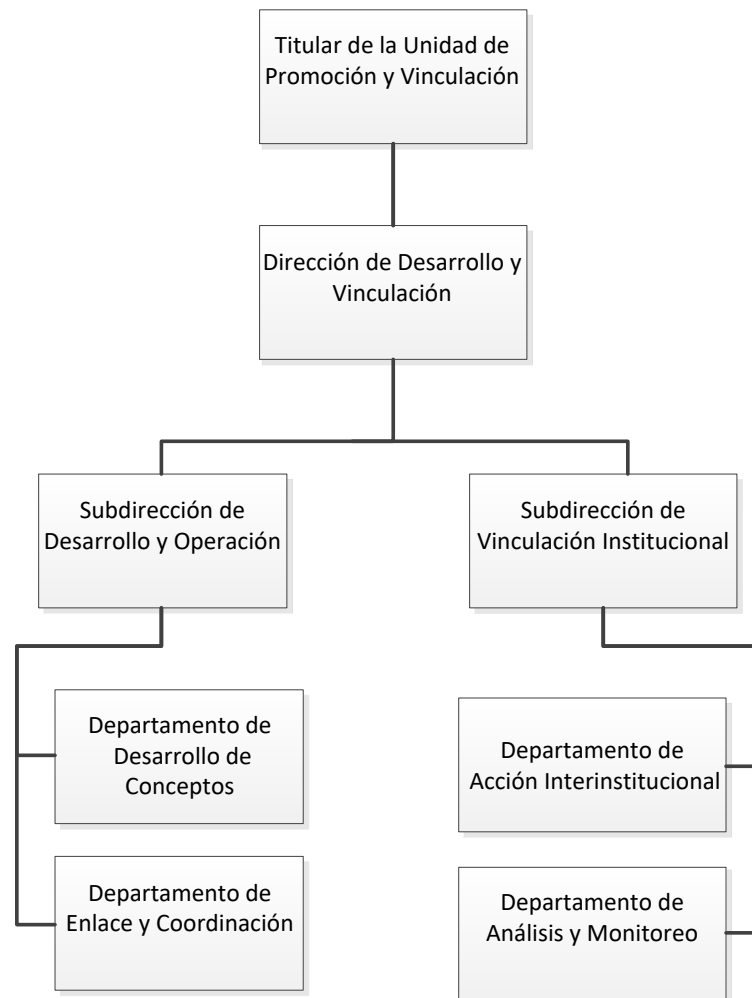 Titular de la Unidad de
Promoción y Vinculación
Dirección de Desarrollo y
Vinculación
Subdirección de
Desarrollo y Operación
Subdirección de
Vinculación Institucional
Departamento de
Desarrollo de
Conceptos
Departamento de
Acción Interinstitucional
Departamento de
Enlace y Coordinación
Departamento de
Análisis y Monitoreo